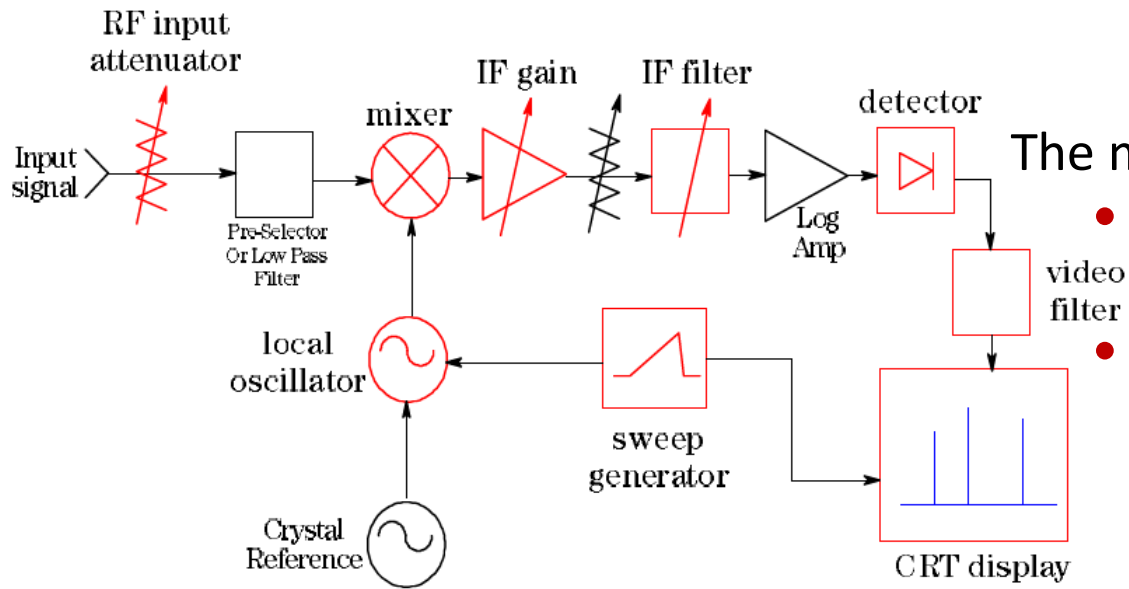 RF input
attenuator
IF gain
IF filter
detector
mixer
Input
signal
The
Pre-Selector
Or Low Pass
Filter
Log
Amp
video
filter
local
oscillator
sweep
generator
Crystal
Reference
CRT display